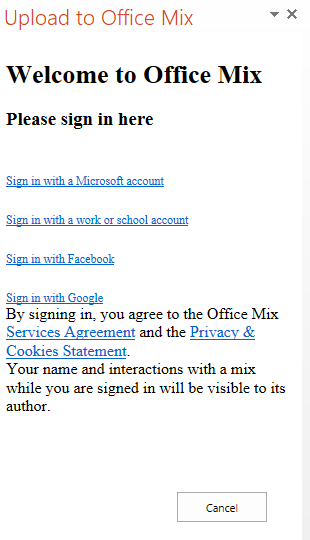 Upload to Office Mix
Welcome to Office Mix
Please sign in here
Sign in with a Microsoft account
Sign in with a work or school account
Sign in with Facebook
Sign in with Google
By signing in, you agree to the Office Mix
Services Agreement and the Privacy &
Cookies Statement.
Your name and interactions with a mix
while you are signed in will be visible to its
author.
Cancel